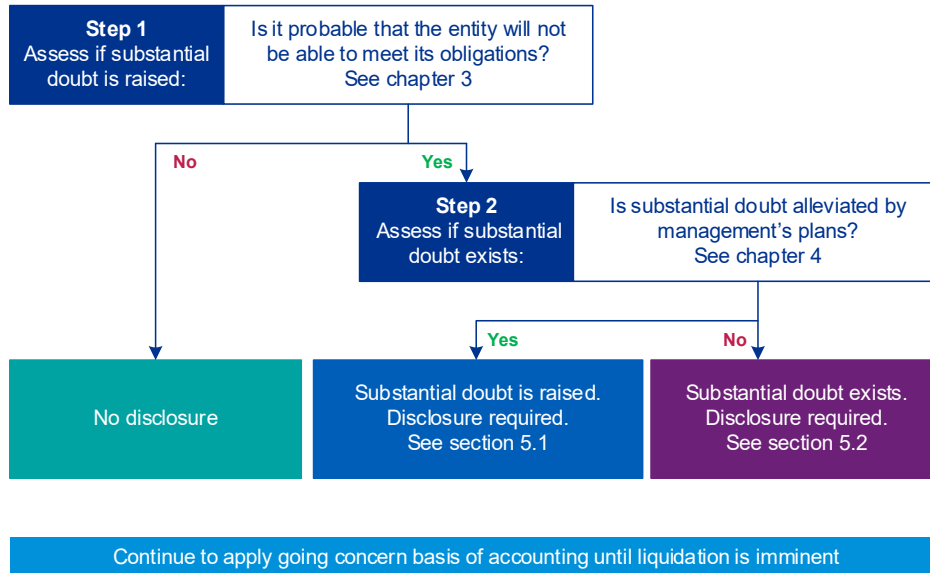 Step 1
Assess if substantial
doubt is raised:
Is it probable that the entity will not
be able to meet its obligations?
See chapter 3
No
Yes
Step 2
Assess if substantial
doubt exists:
Is substantial doubt alleviated by
management’s plans?
See chapter 4
Yes
No
No disclosure
Substantial doubt is raised.
Disclosure required.
See section 5.1
Substantial doubt exists.
Disclosure required.
See section 5.2
Continue to apply going concern basis of accounting until liquidation is imminent